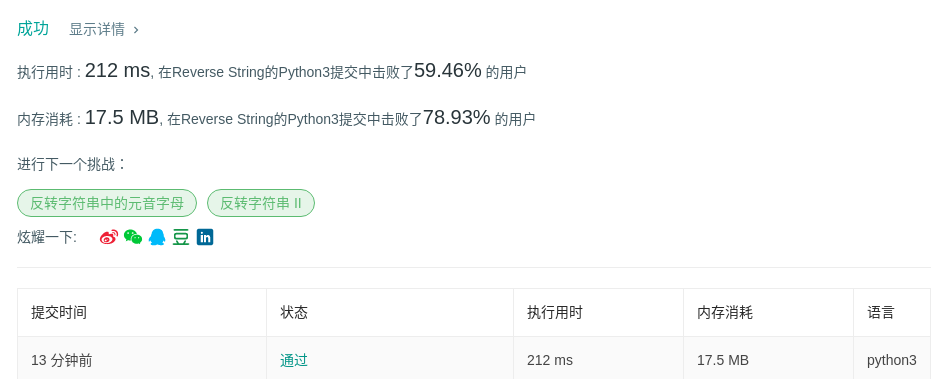 成功 显示详情 ›
执行用时 : 212 ms, 在Reverse String的Python3提交中击败了59.46% 的用户
内存消耗 : 17.5 MB, 在Reverse String的Python3提交中击败了78.93% 的用户
进行下一个挑战：
反转字符串中的元音字母 反转字符串 II
炫耀一下: 豆 in
提交时间 状态 执行用时 内存消耗 语言
13 分钟前 通过 212 ms 17.5 MB python3